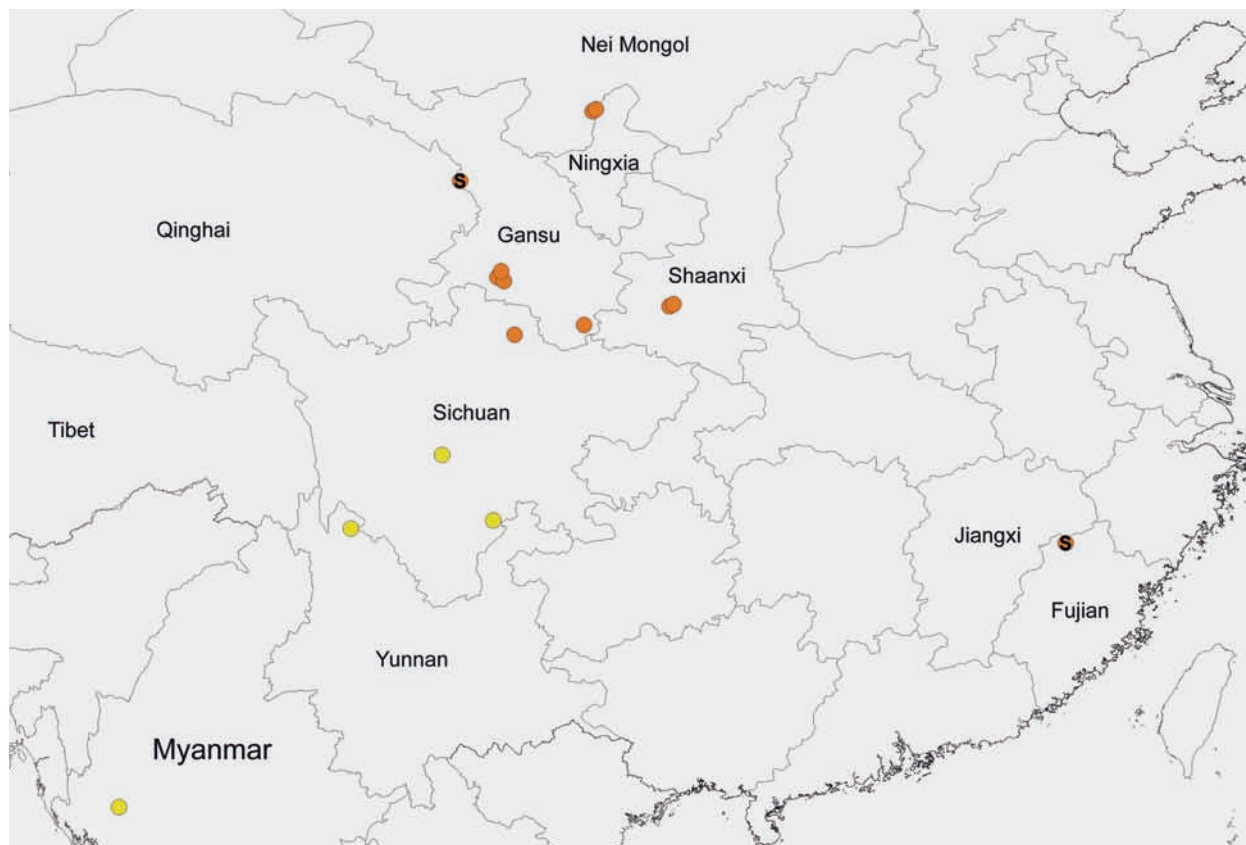 Nei Mongol
Ningxia
S
Qinghai
Gansu
Shaanxi
Sichuan
Tibet
Jiangxi
S
Fujian
Yunnan
Myanmar